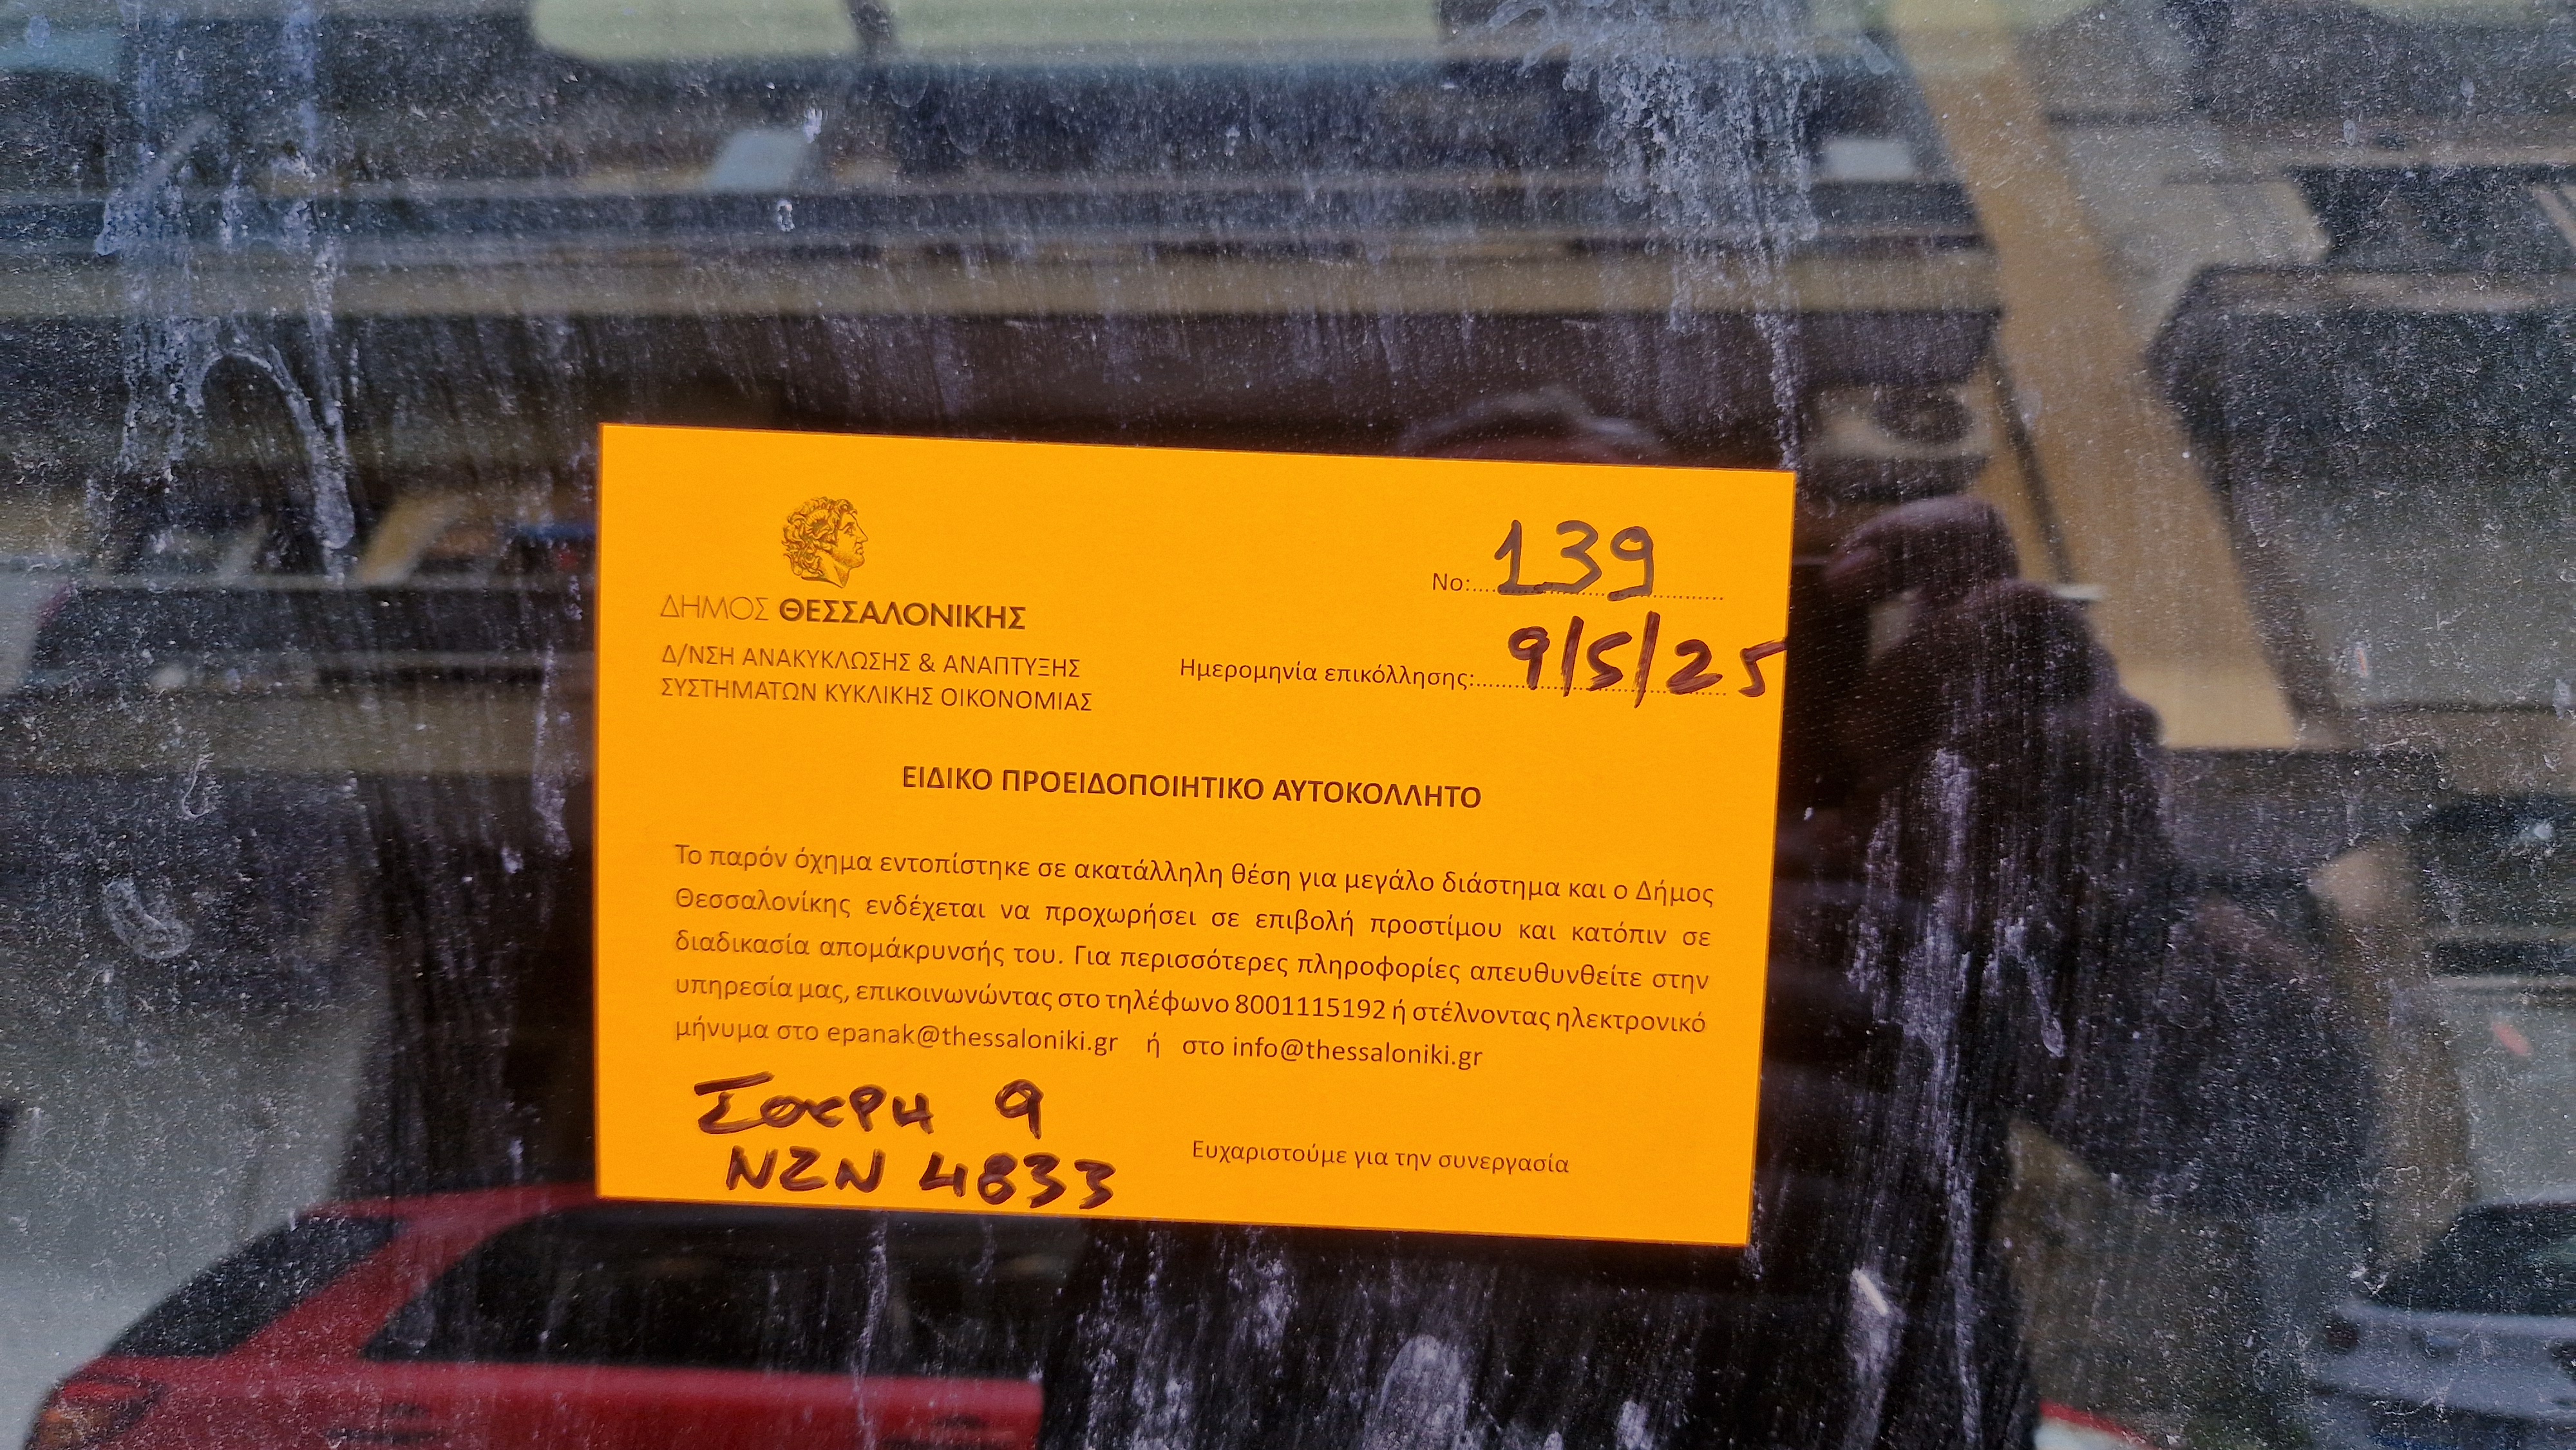 ΔΗΜΟΣ ΘΕΣΣΑΛΟΝΙΚΗΣ
Δ/ΝΣΗ ΑΝΑΚΥΚΛΩΣΗΣ & ΑΝΑΠΤΥΞΗΣ
ΣΥΣΤΗΜΑΤΩΝ ΚΥΚΛΙΚΗΣ ΟΙΚΟΝΟΜΙΑΣ
No: 139
Ημερομηνία επικόλλησης: 9/5/25
ΕΙΔΙΚΟ ΠΡΟΕΙΔΟΠΟΙΗΤΙΚΟ ΑΥΤΟΚΟΛΛΗΤΟ
Το παρόν όχημα εντοπίστηκε σε ακατάλληλη θέση για μεγάλο διάστημα και ο Δήμος
Θεσσαλονίκης ενδέχεται να προχωρήσει σε επιβολή προστίμου και κατόπιν σε
διαδικασία απομάκρυνσής του. Για περισσότερες πληροφορίες απευθυνθείτε στην
υπηρεσία μας, επικοινωνώντας στο τηλέφωνο 8001115192 ή στέλνοντας ηλεκτρονικό
μήνυμα στο epanak@thessaloniki.gr ή στο info@thessaloniki.gr
9
NZN 4833
Ευχαριστούμε για την συνεργασία